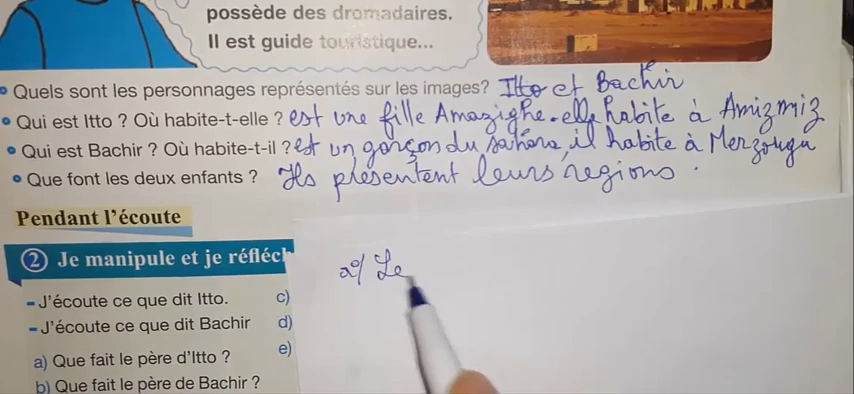 possède des dromadaires.
Il est guide touristique...
Quels sont les personnages représentés sur les images? Itto et Bachir
Qui est Itto ? Où habite-t-elle ? est une fille Amazighe. elle habite à Amizmiz
Qui est Bachir ? Où habite-t-il ? est un garçon du sahara, il habite à Merzouga
Que font les deux enfants ? Ils présentent leurs regions.
Pendant l'écoute
2 Je manipule et je réfléch
- J'écoute ce que dit Itto. c)
- J'écoute ce que dit Bachir d)
e)
a) Que fait le père d'Itto ?
b) Que fait le père de Bachir ?
a/ Le